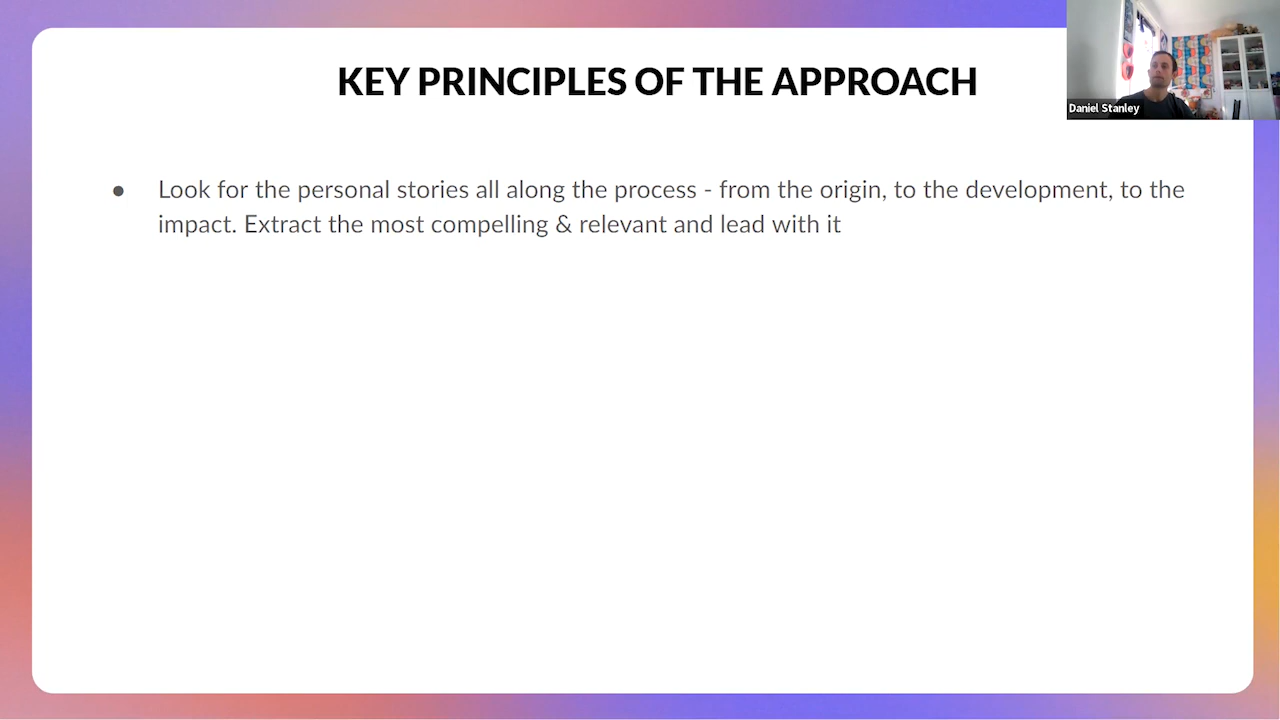 KEY PRINCIPLES OF THE APPROACH
Daniel Stanley
● Look for the personal stories all along the process - from the origin, to the development, to the
impact. Extract the most compelling & relevant and lead with it